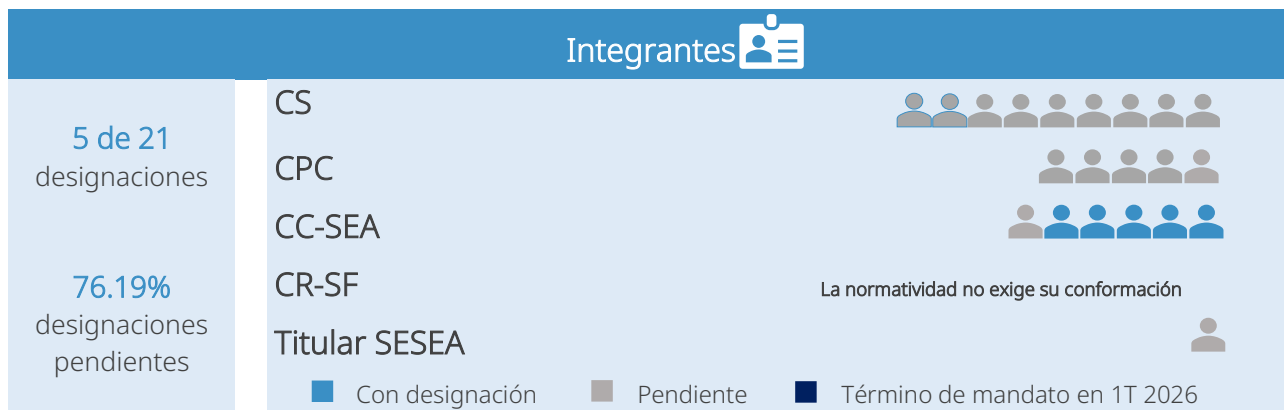 Integrantes
5 de 21
designaciones
76.19%
designaciones
pendientes
CS
CPC
CC-SEA
CR-SF
La normatividad no exige su conformación
Titular SESEA
Con designación
Pendiente
Término de mandato en 1T 2026